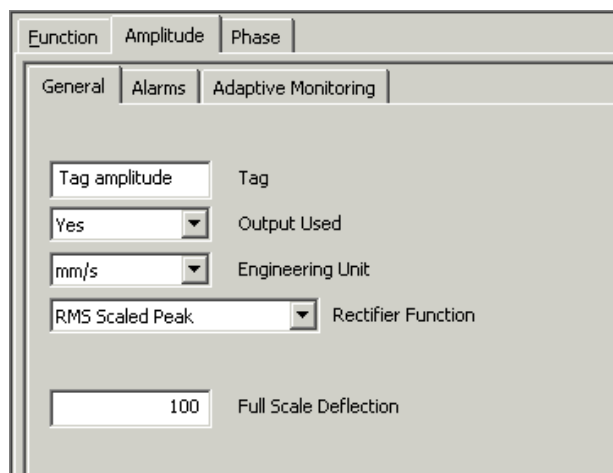 Function Amplitude Phase
General Alarms Adaptive Monitoring
Tag amplitude Tag
Yes Output Used
mm/s Engineering Unit
RMS Scaled Peak Rectifier Function
100 Full Scale Deflection